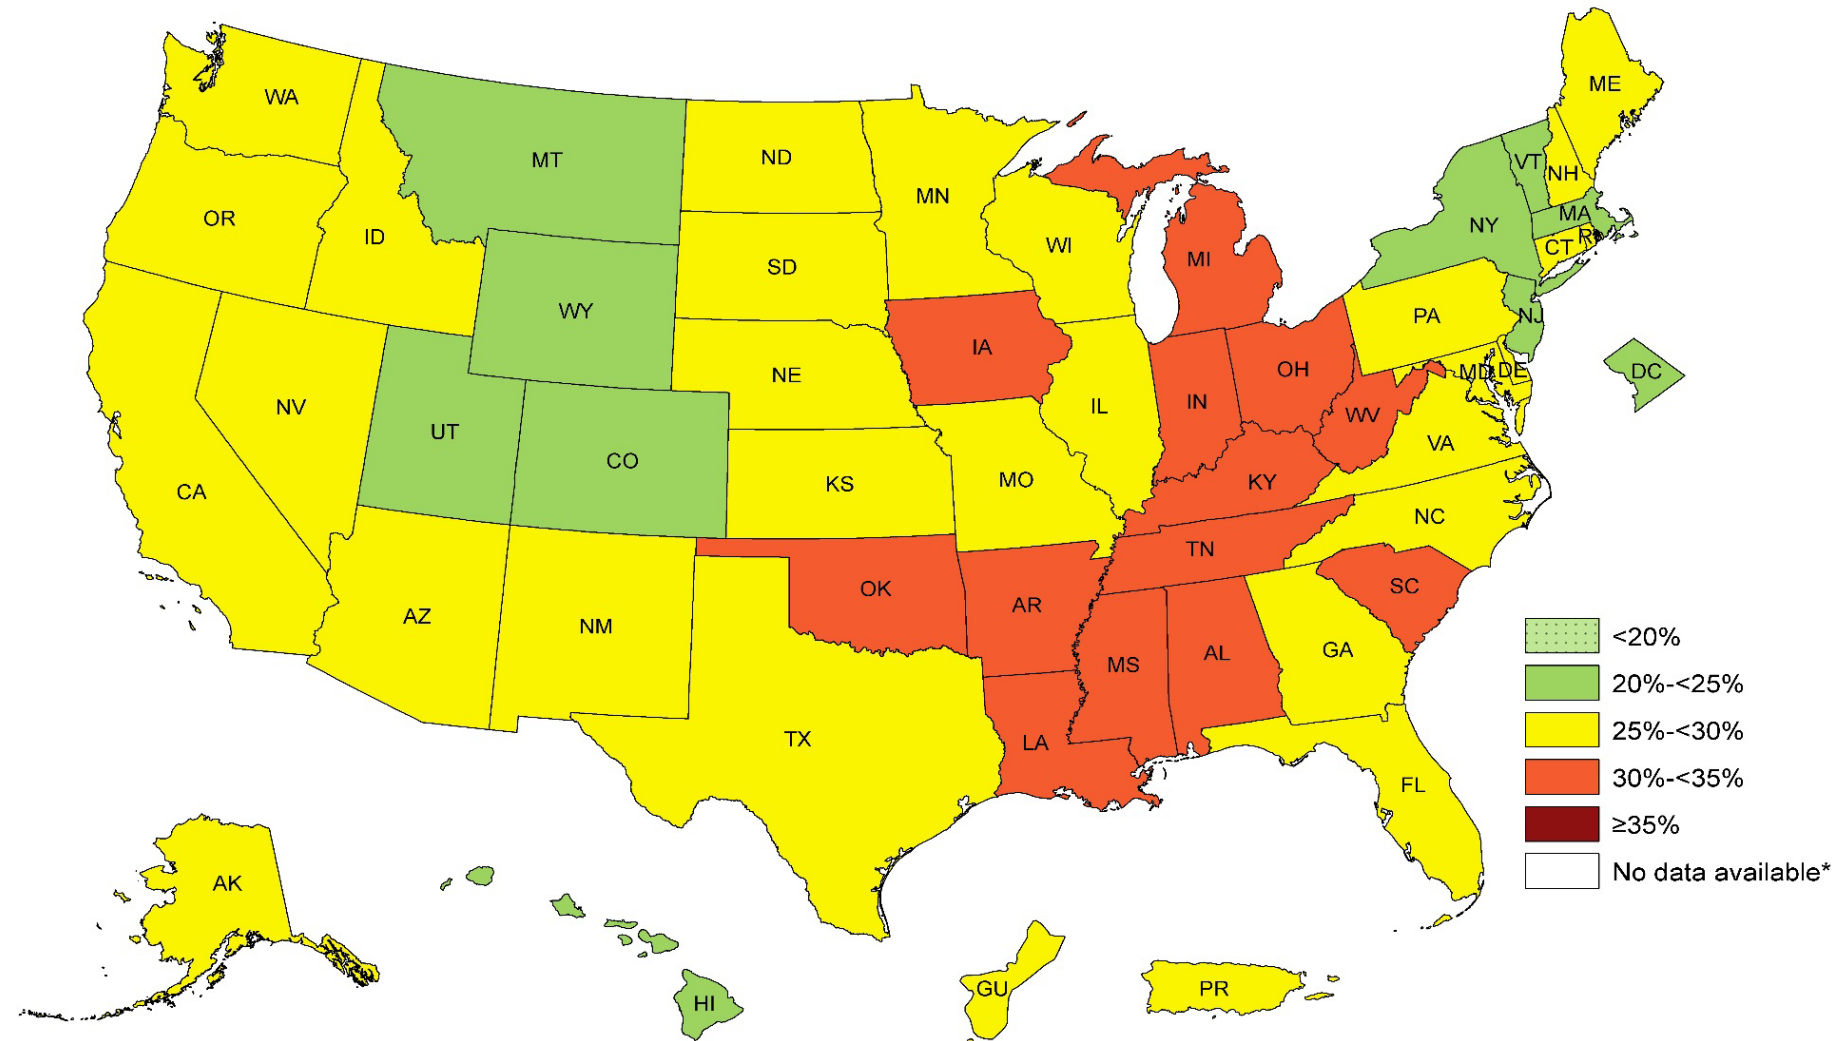 WA
ME
MT
ND
VT
NH
MN
OR
MA
NY
ID
WI
CT
RI
MI
SD
WY
PA
NJ
IA
OH
NE
MD
DE
DC
IN
IL
NV
WV
UT
VA
CO
KS
MO
KY
CA
NC
TN
OK
SC
AR
AZ
NM
<20%
GA
AL
MS
20%-<25%
25%-<30%
TX
LA
30%-<35%
FL
≥35%
No data available*
AK
GU
PR
HI